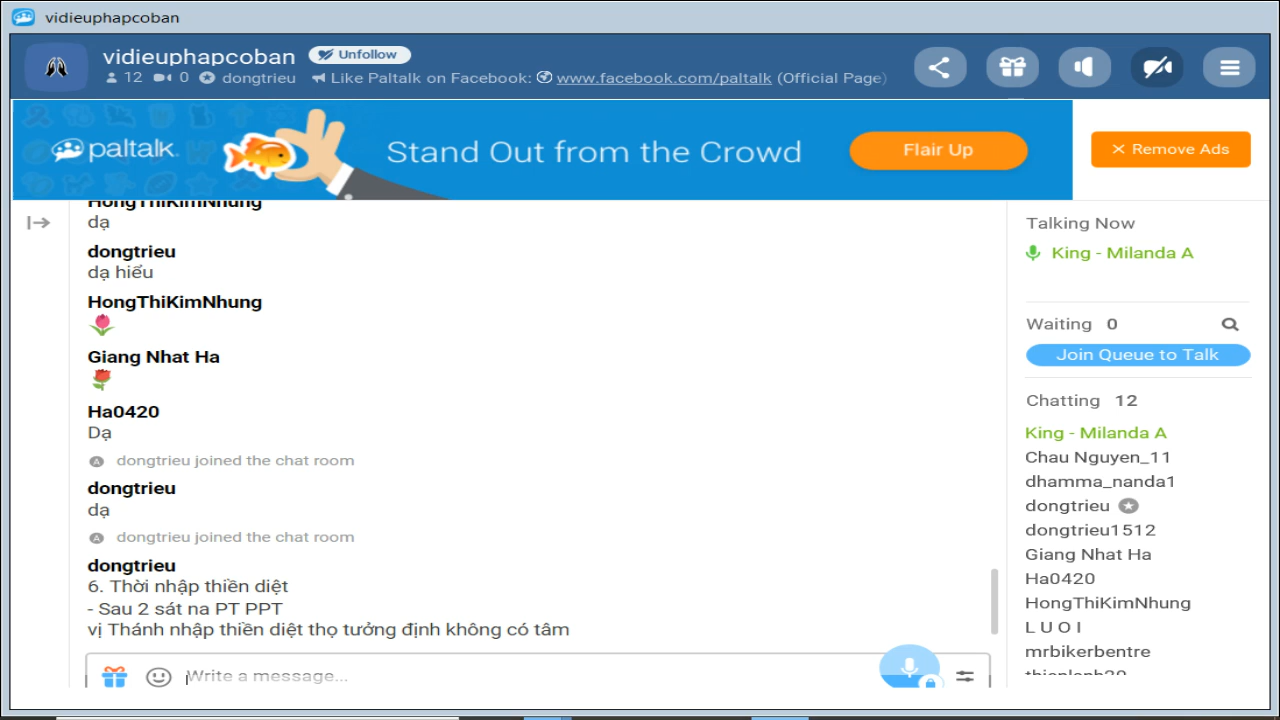 vidieuphapcoban
vidieuphapcoban Unfollow
12 0 dongtrieu Like Paltalk on Facebook: www.facebook.com/paltalk (Official Page)
paltalk
Stand Out from the Crowd
Flair Up
× Remove Ads
HongThiKimNhung
dạ
dongtrieu
dạ hiểu
HongThiKimNhung
Giang Nhat Ha
Ha0420
Dạ
A dongtrieu joined the chat room
dongtrieu
dạ
A dongtrieu joined the chat room
dongtrieu
6. Thời nhập thiền diệt
- Sau 2 sát na PT PPT
vị Thánh nhập thiền diệt thọ tưởng định không có tâm
Write a message...
Talking Now
King - Milanda A
Waiting 0
Join Queue to Talk
Chatting 12
King - Milanda A
Chau Nguyen_11
dhamma_nanda1
dongtrieu
dongtrieu1512
Giang Nhat Ha
Ha0420
HongThiKimNhung
L U O I
mrbikerbentre